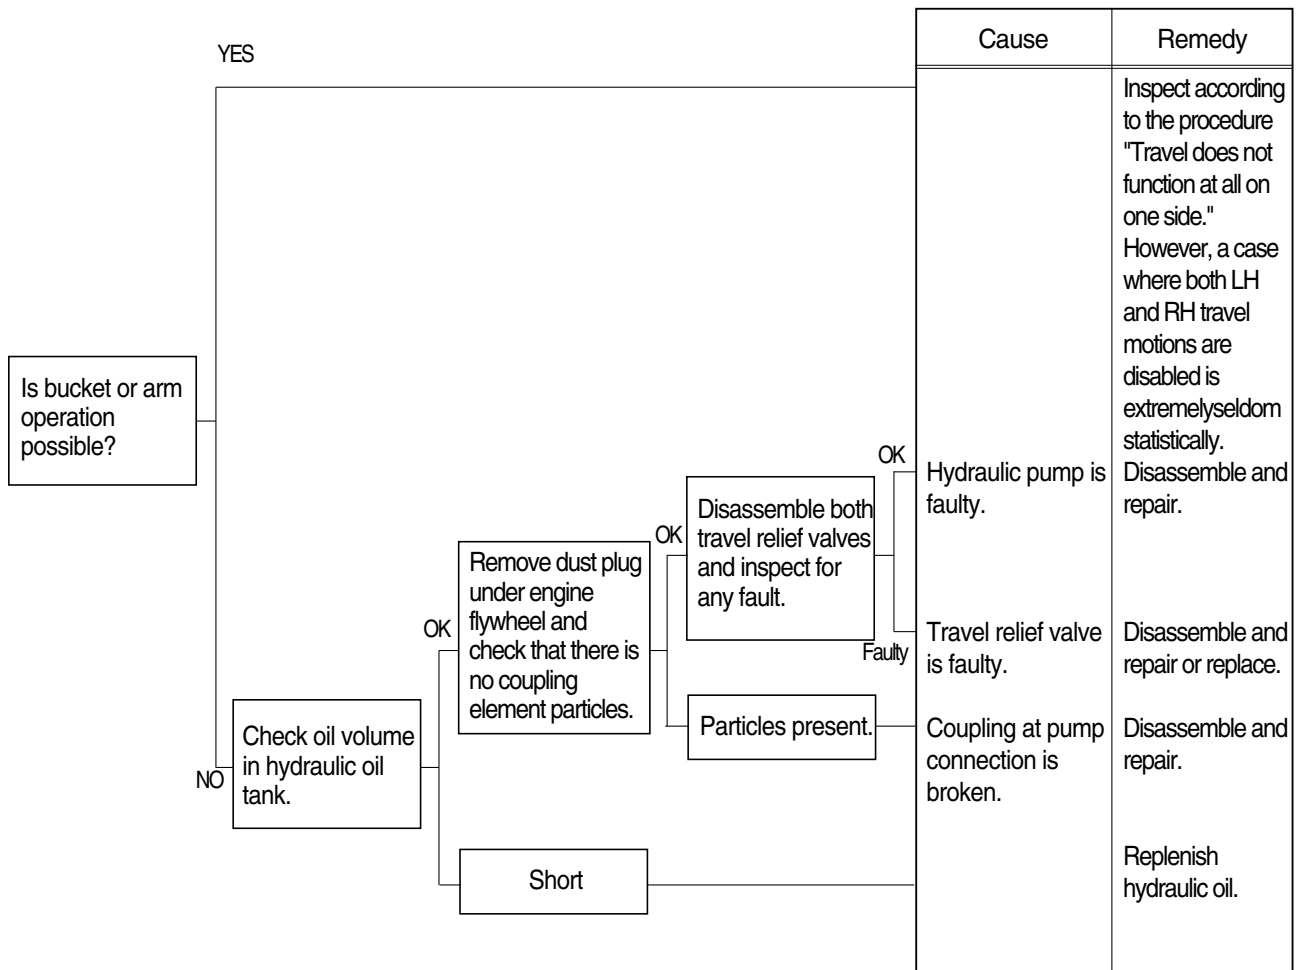 Cause
Remedy
YES
Inspect according
to the procedure
"Travel does not
function at all on
one side."
However, a case
where both LH
and RH travel
motions are
disabled is
extremelyseldom
statistically.
Is bucket or arm
operation
possible?
NO
Check oil volume
in hydraulic oil
tank.
OK
Remove dust plug
under engine
flywheel and
check that there is
no coupling
element particles.
OK
Disassemble both
travel relief valves
and inspect for
any fault.
OK
Hydraulic pump is
faulty.
Disassemble and
repair.
Faulty
Travel relief valve
is faulty.
Disassemble and
repair or replace.
Particles present.
Coupling at pump
connection is
broken.
Disassemble and
repair.
Short
Replenish
hydraulic oil.